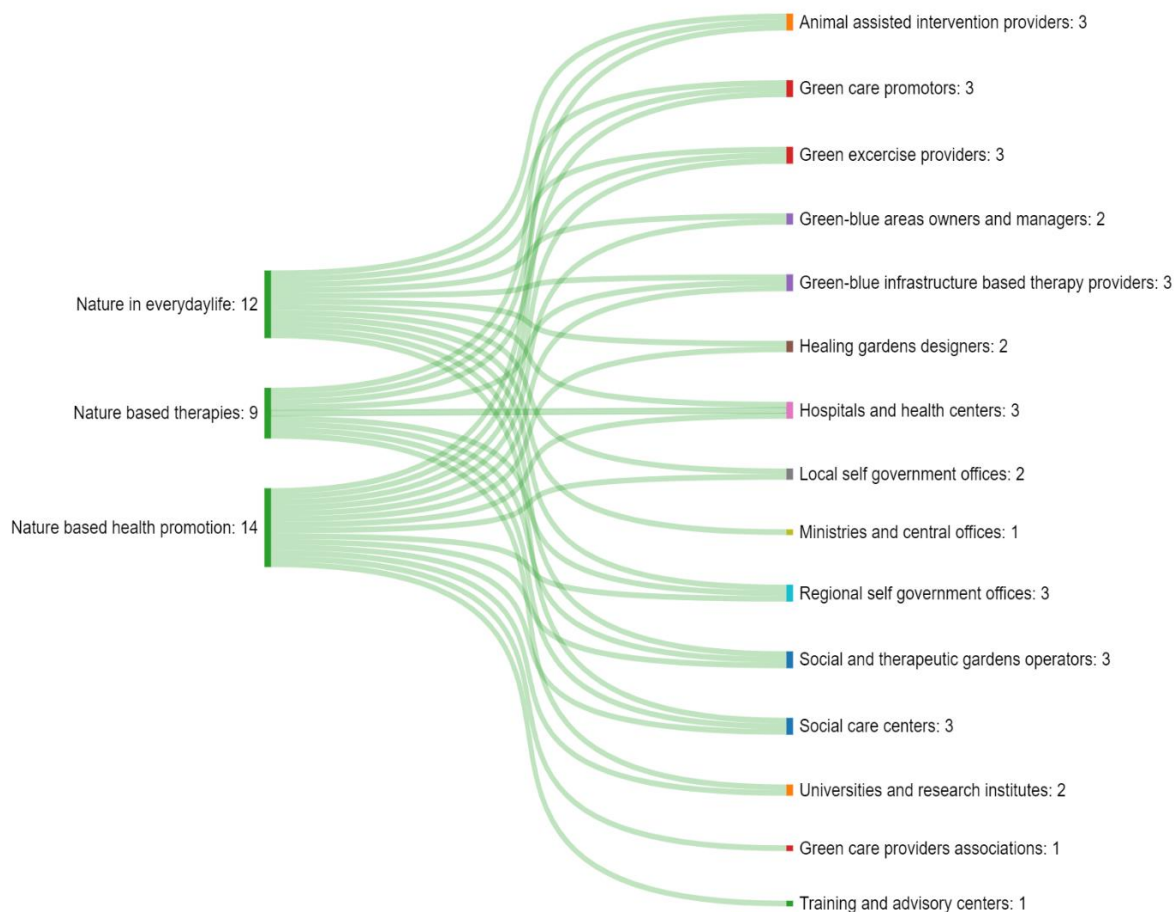 Nature in everydaylife: 12
Nature based therapies: 9
Nature based health promotion: 14
Animal assisted intervention providers: 3
Green care promotors: 3
Green excercise providers: 3
Green-blue areas owners and managers: 2
Green-blue infrastructure based therapy providers: 3
Healing gardens designers: 2
Hospitals and health centers: 3
Local self government offices: 2
Ministries and central offices: 1
Regional self government offices: 3
Social and therapeutic gardens operators: 3
Social care centers: 3
Universities and research institutes: 2
Green care providers associations: 1
Training and advisory centers: 1